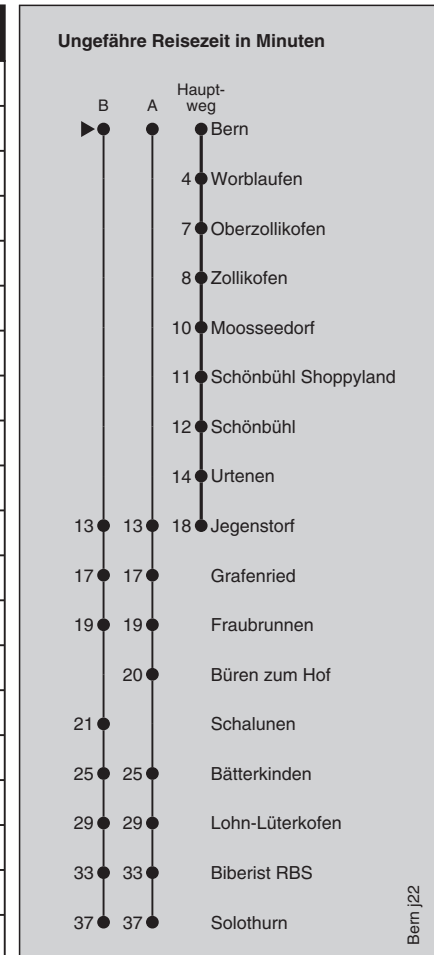 Ungefähre Reisezeit in Minuten
Haupt-
B A weg
Bern
4 Worblaufen
7 Oberzollikofen
8 Zollikofen
10 Moosseedorf
11 Schönbühl Shoppyland
12 Schönbühl
14 Urtenen
13 13 18 Jegenstorf
17 17 Grafenried
19 19 Fraubrunnen
20 Büren zum Hof
21 Schalunen
25 25 Bätterkinden
29 29 Lohn-Lüterkofen
33 33 Biberist RBS
37 37 Solothurn
Bern j22